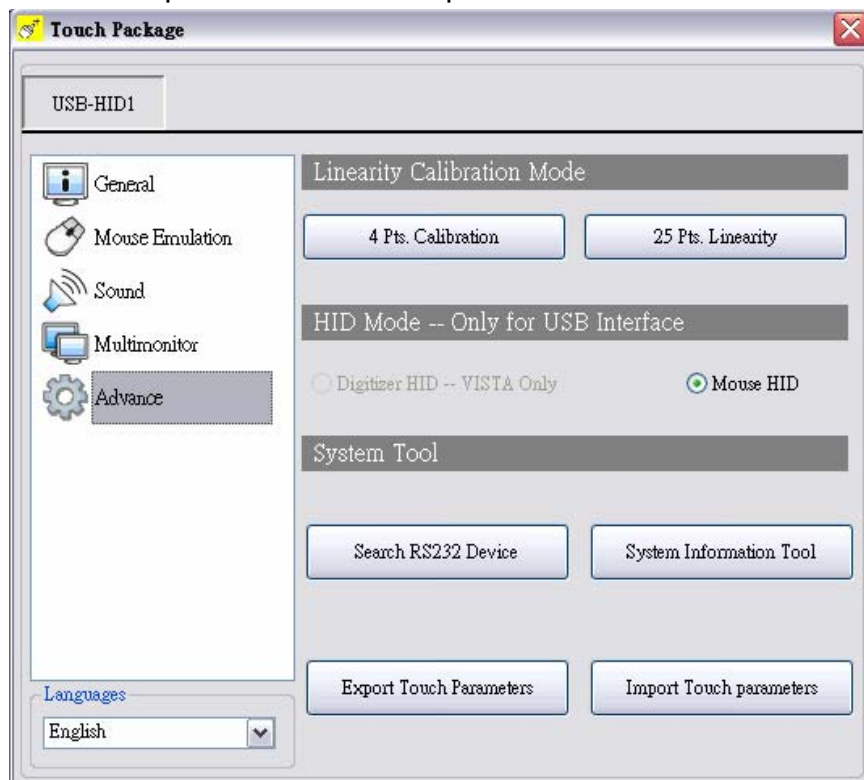 Touch Package
USB-HID1
General
Mouse Emulation
Sound
Multimonitor
Advance
Languages
English
Linearity Calibration Mode
4 Pts. Calibration
25 Pts. Linearity
HID Mode -- Only for USB Interface
Digitizer HID -- VISTA Only
Mouse HID
System Tool
Search RS232 Device
System Information Tool
Export Touch Parameters
Import Touch parameters